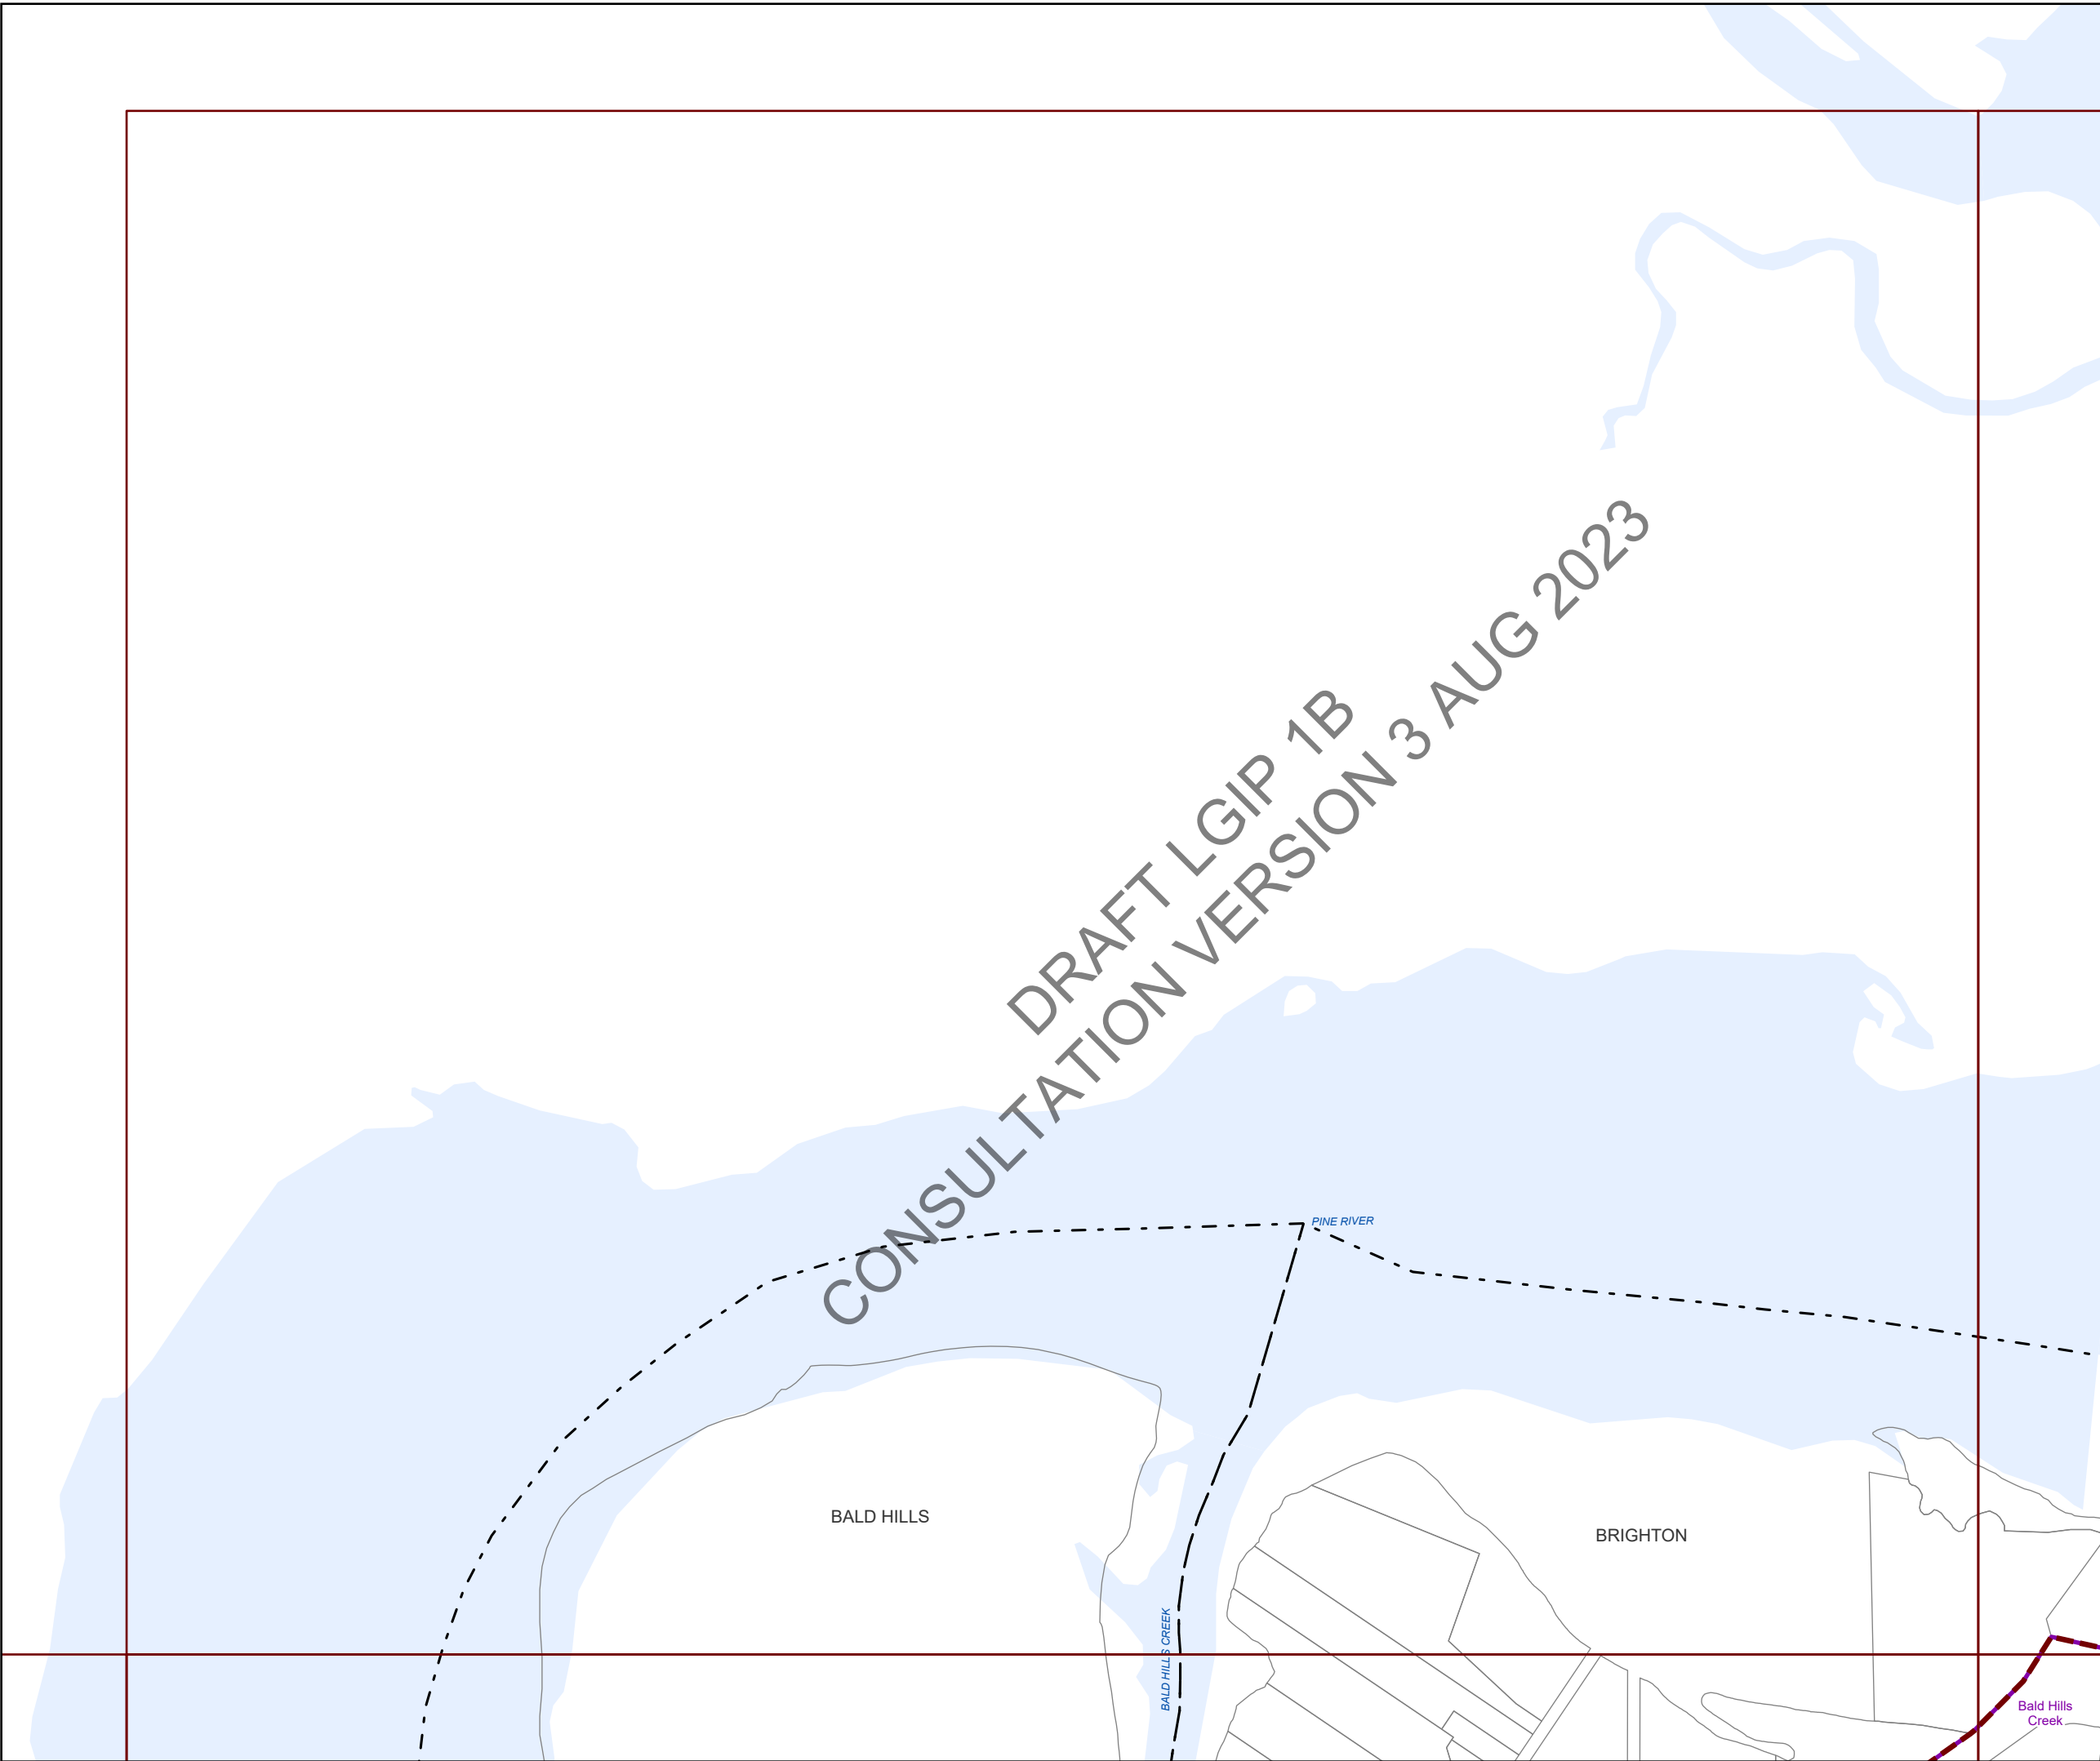 DRAFT LGIP 1B
CONSULTATION VERSION 3 AUG 2023
PINE RIVER
BALD HILLS
BRIGHTON
BALD HILLS CREEK
Bald Hills
Creek